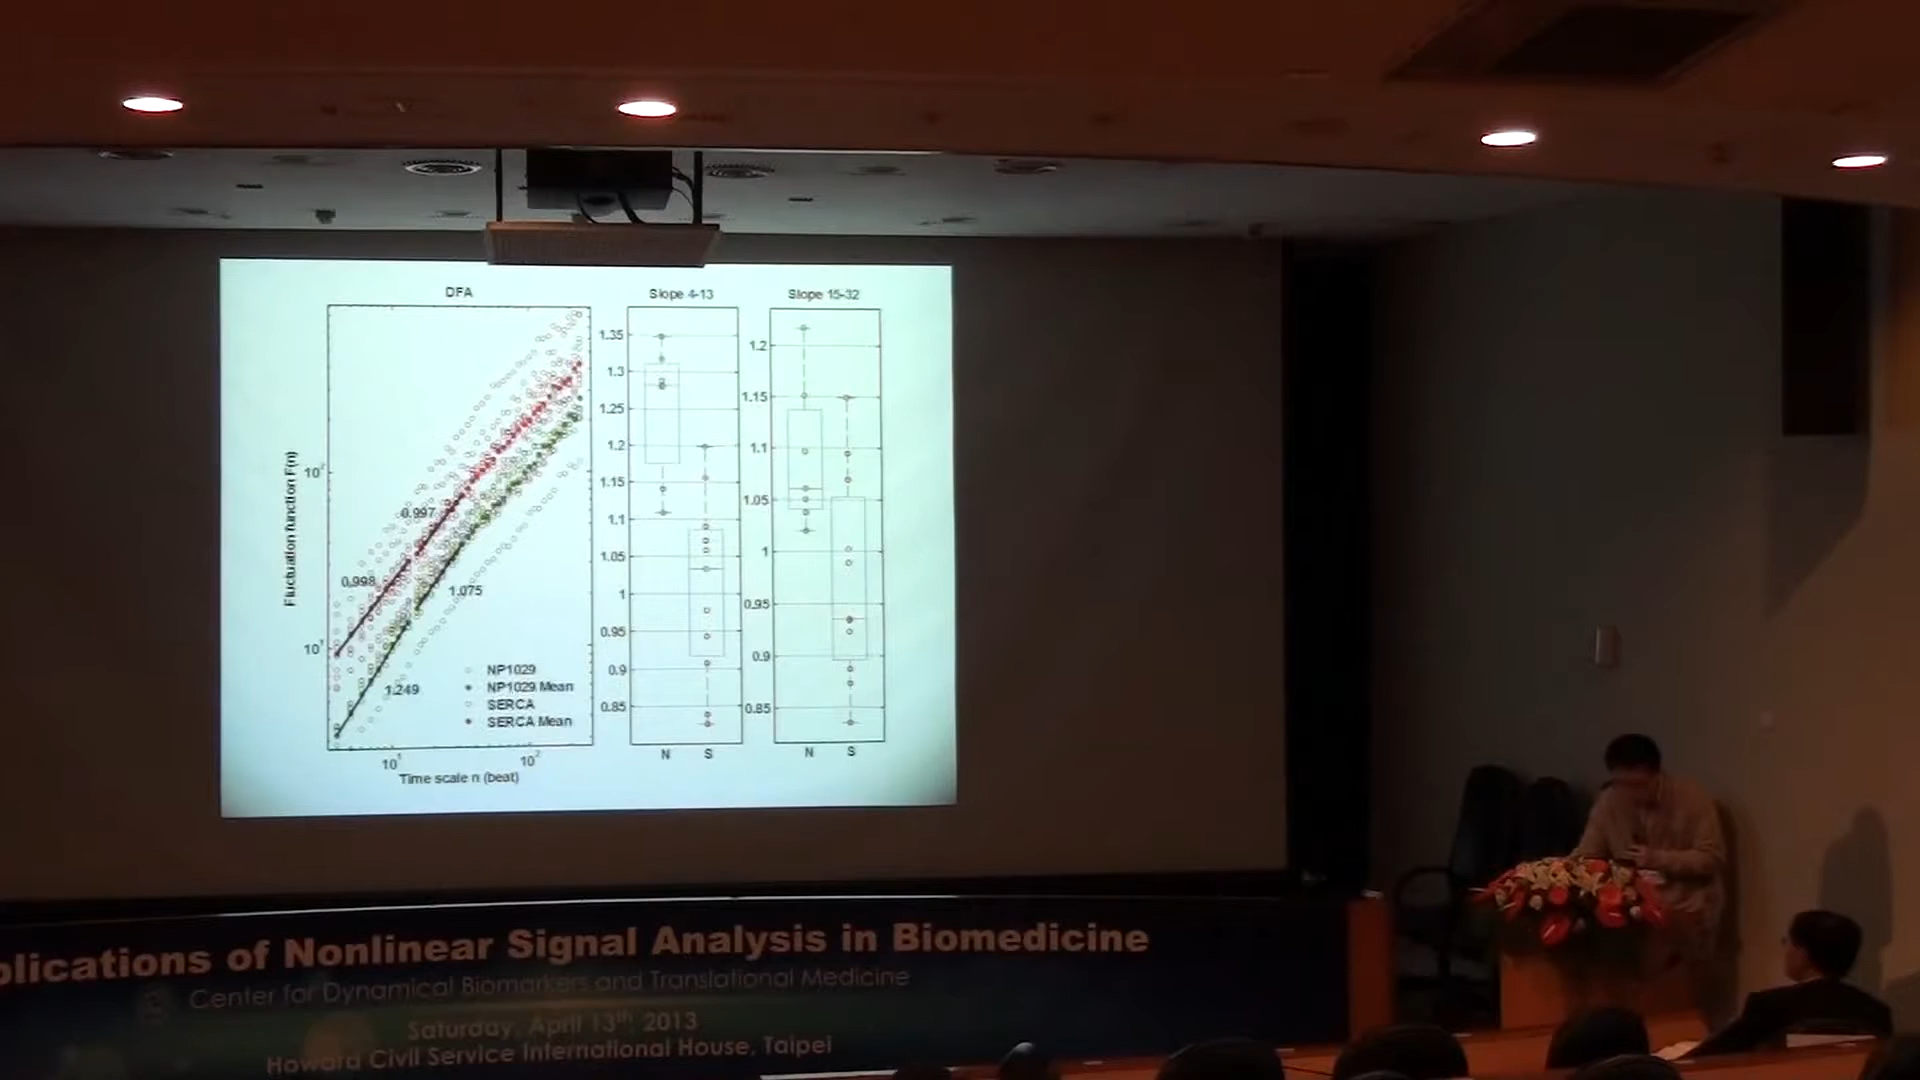 DFA
Slope 4-13
Slope 15-32
Fluctuation function F(n)
10²
10¹
0.997
0.998
1.075
1.249
NP1029
NP1029 Mean
SERCA
SERCA Mean
10¹
10²
Time scale n (beat)
1.35
1.3
1.25
1.2
1.15
1.1
1.05
1
0.95
0.9
0.85
N S
1.2
1.15
1.1
1.05
1
0.95
0.9
0.85
N S
plications of Nonlinear Signal Analysis in Biomedicine
Center for Dynamical Biomarkers and Translational Medicine
Saturday, April 13th, 2013
Howard Civil Service International House, Taipei